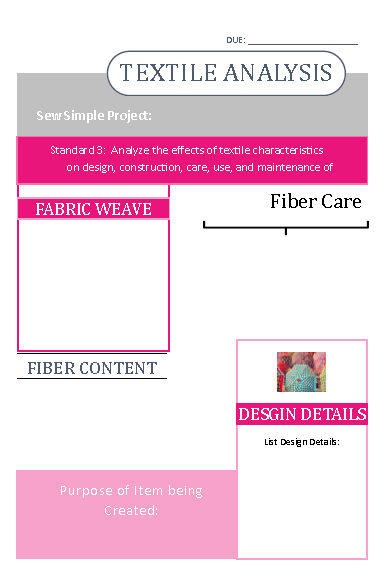 DUE: ______________________
TEXTILE ANALYSIS
SewSimple Project:
Standard 3:  Analyze the effects of textile characteristics
on design, construction, care, use, and maintenance of
Fiber Care
FABRIC WEAVE
FIBER CONTENT
DESGIN DETAILS
List Design Details:
Purpose of Item being
Created: